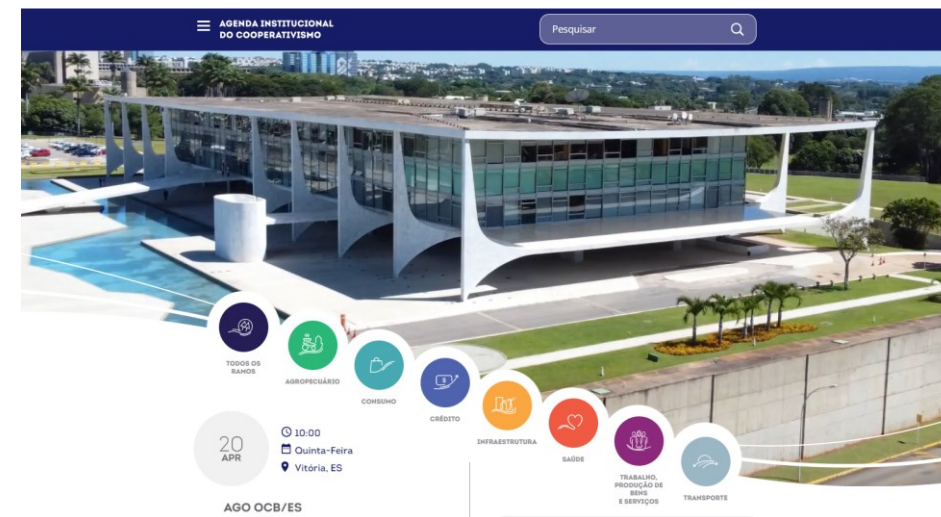 AGENDA INSTITUCIONAL
DO COOPERATIVISMO
Pesquisar
TODOS OS
RAMOS
AGROPECUÁRIO
CONSUMO
CRÉDITO
INFRAESTRUTURA
SAÚDE
TRABALHO,
PRODUÇÃO DE
BENS
E SERVIÇOS
TRANSPORTE
20
APR
10:00
Quinta-Feira
Vitória, ES
AGO OCB/ES